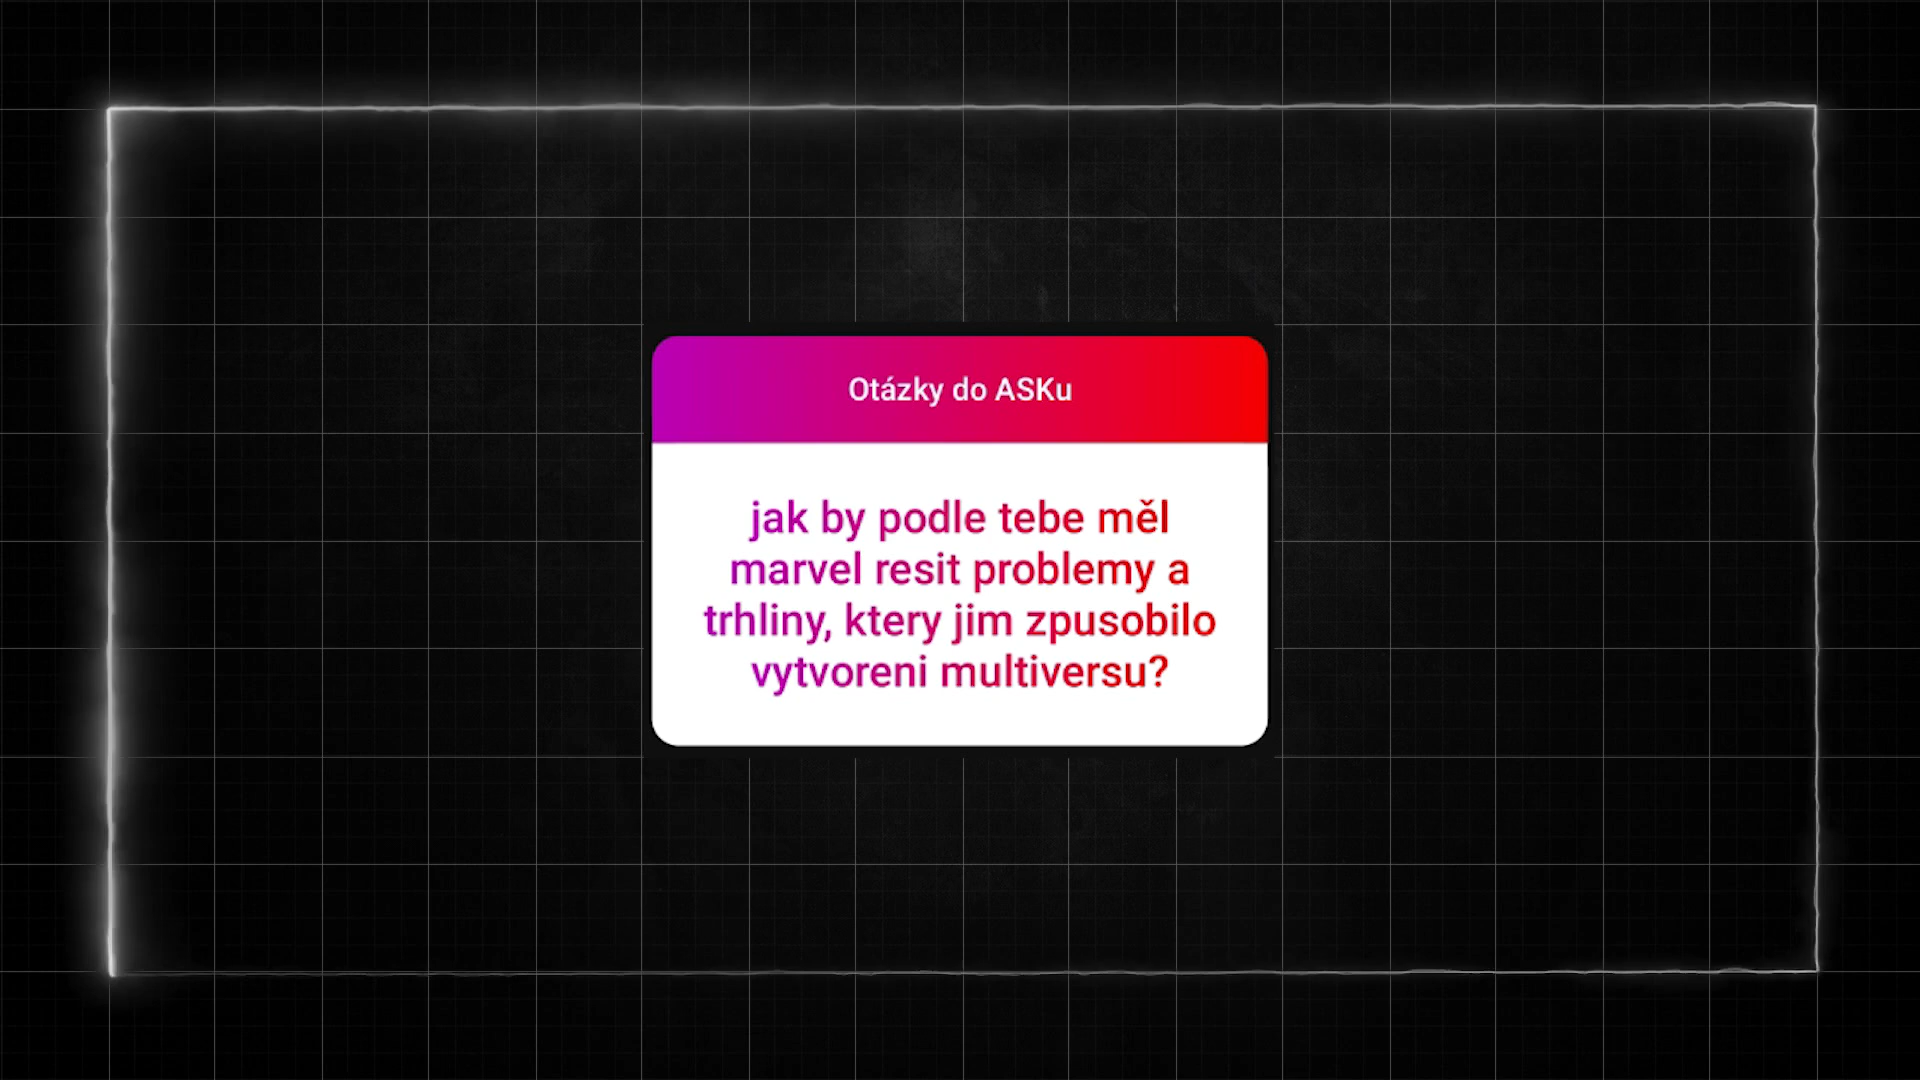 Otázky do ASKu
jak by podle tebe měl
marvel resit problemy a
trhliny, ktery jim zpusobilo
vytvoreni multiversu?